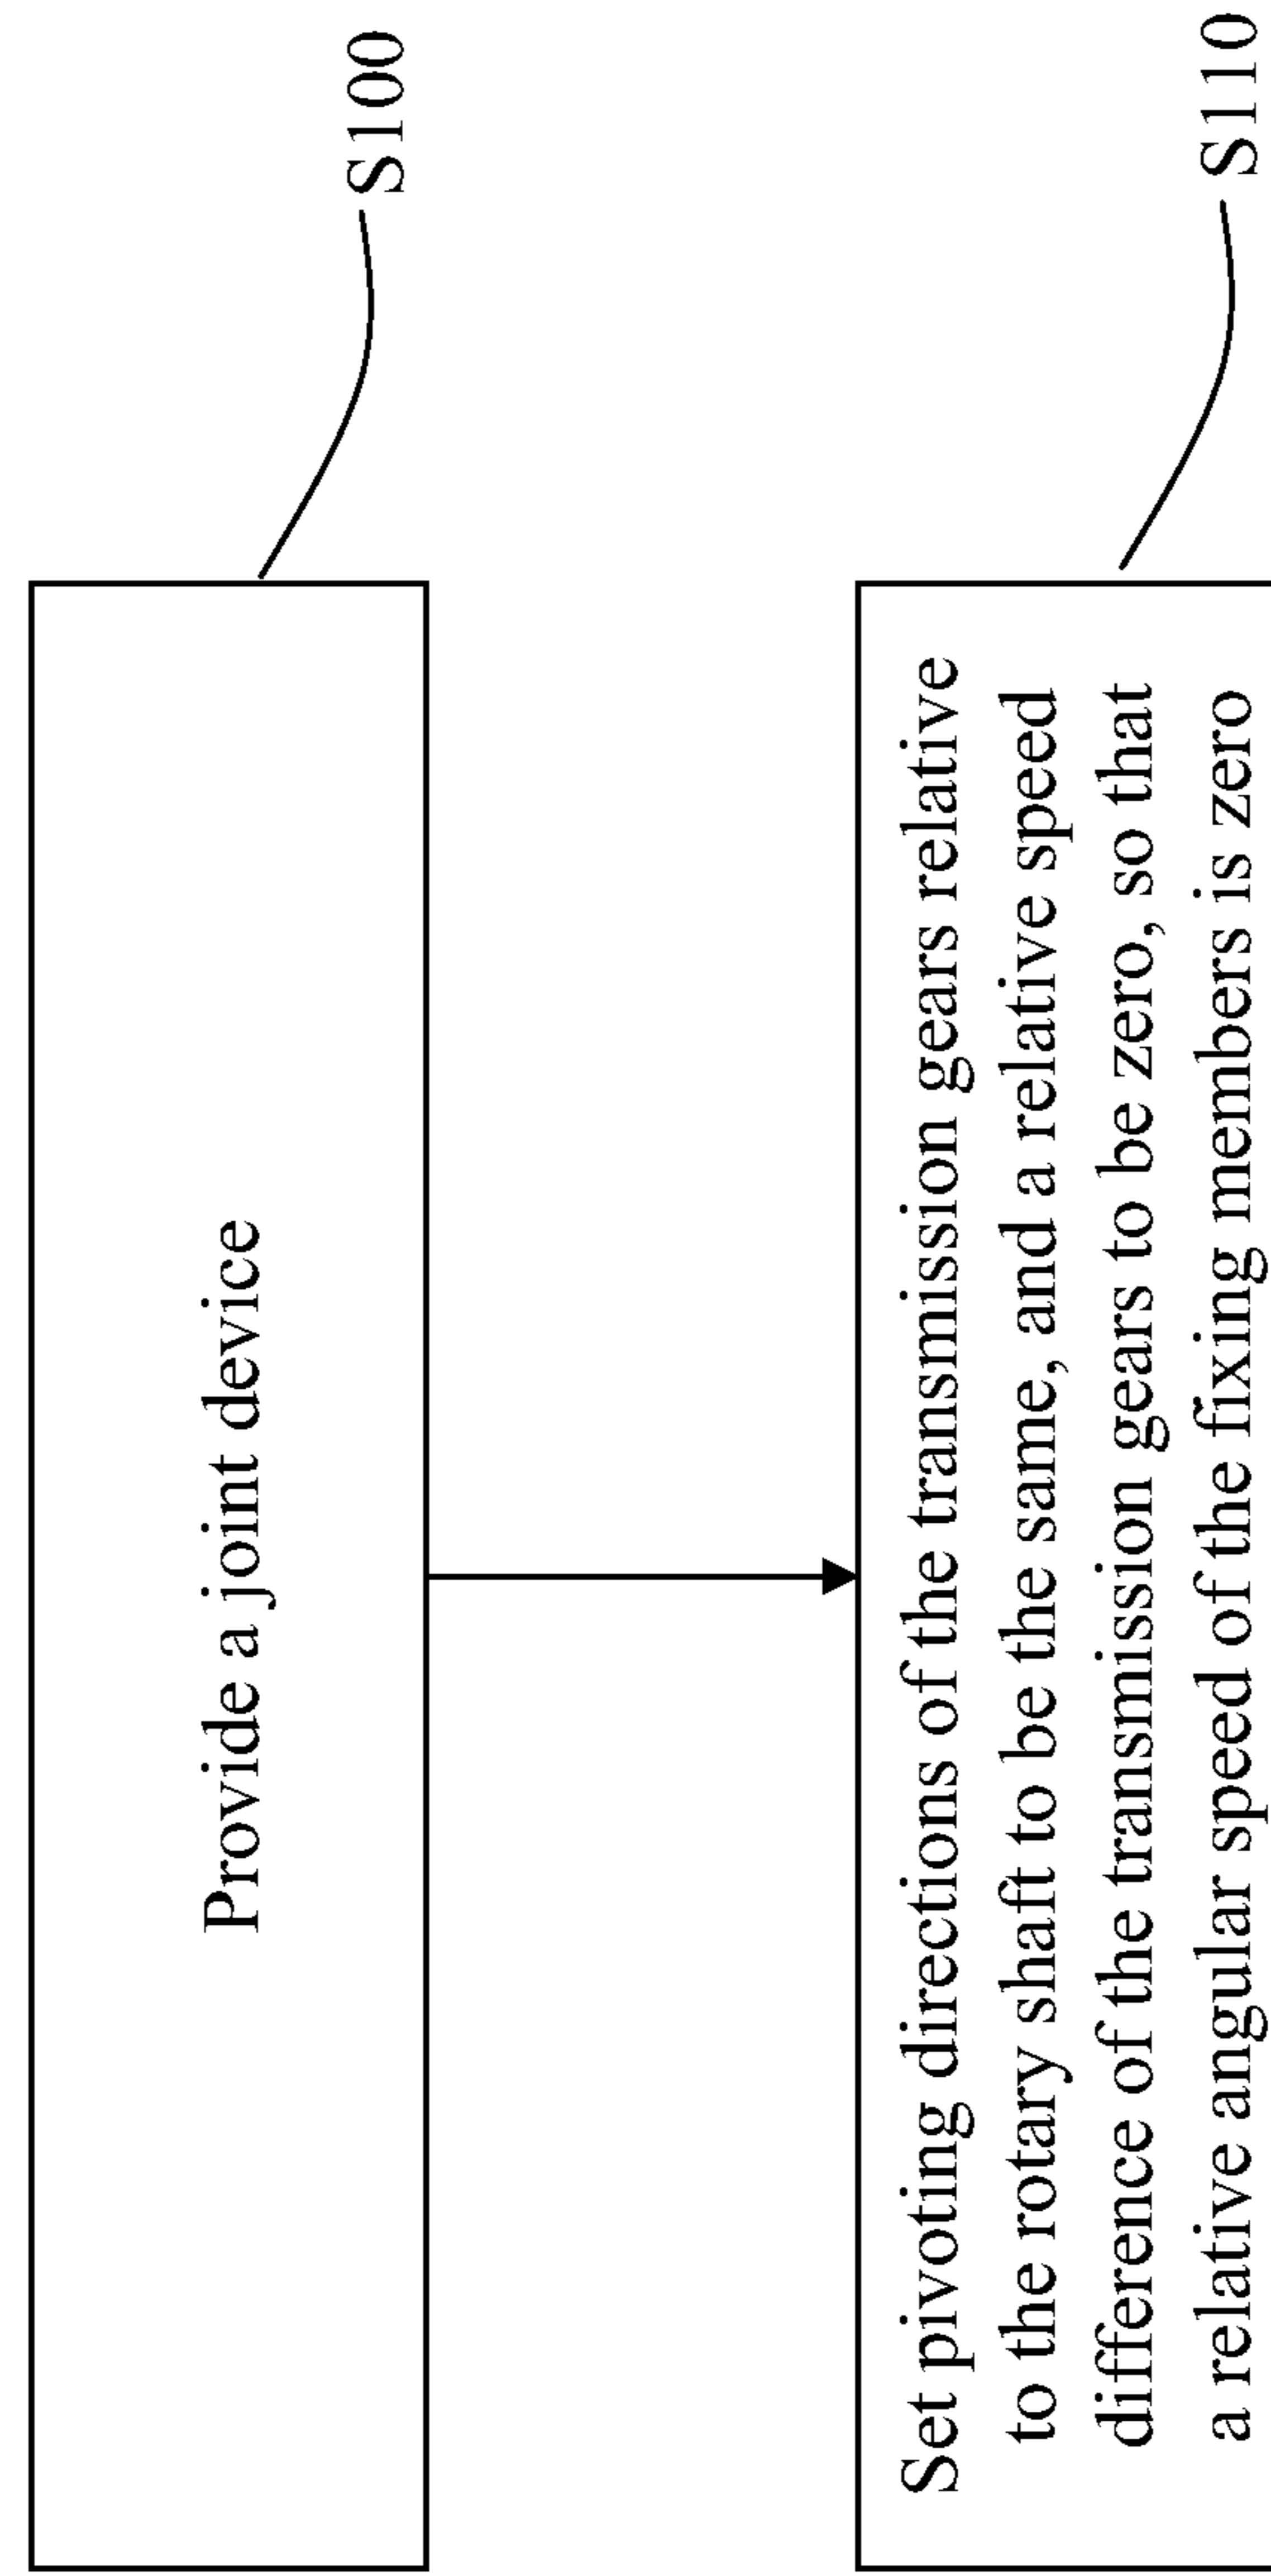 Provide a joint device
S100
Set pivoting directions of the transmission gears relative
to the rotary shaft to be the same, and a relative speed
difference of the transmission gears to be zero, so that
a relative angular speed of the fixing members is zero
S110